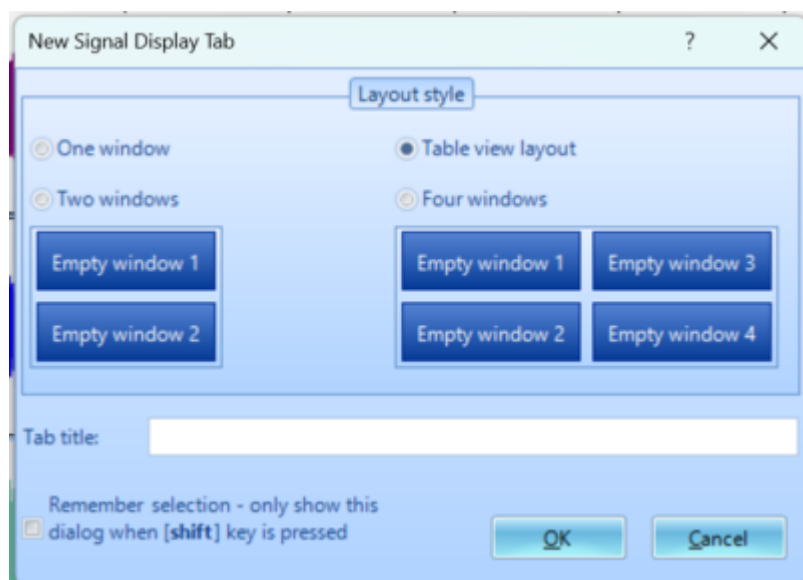 New Signal Display Tab ? X
Layout style
One window
Table view layout
Two windows
Four windows
Empty window 1
Empty window 2
Empty window 1 Empty window 3
Empty window 2 Empty window 4
Tab title:
Remember selection - only show this
dialog when [shift] key is pressed
OK Cancel